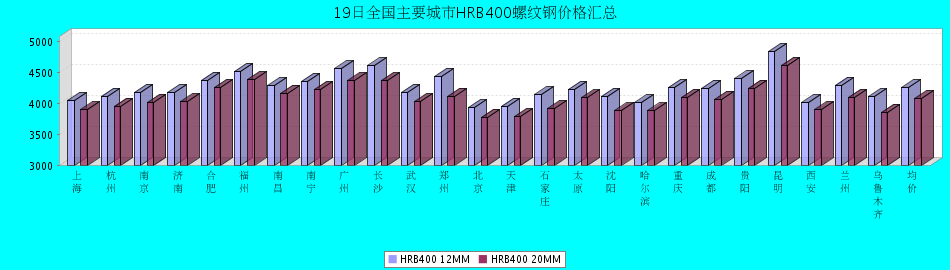 19日全国主要城市HRB400螺纹钢价格汇总
5000
4500
4000
3500
3000
上海
杭州
南京
济南
合肥
福州
南昌
南宁
广州
长沙
武汉
郑州
北京
天津
石家庄
太原
沈阳
哈尔滨
重庆
成都
贵阳
昆明
西安
兰州
乌鲁木齐
均价
HRB400 12MM
HRB400 20MM